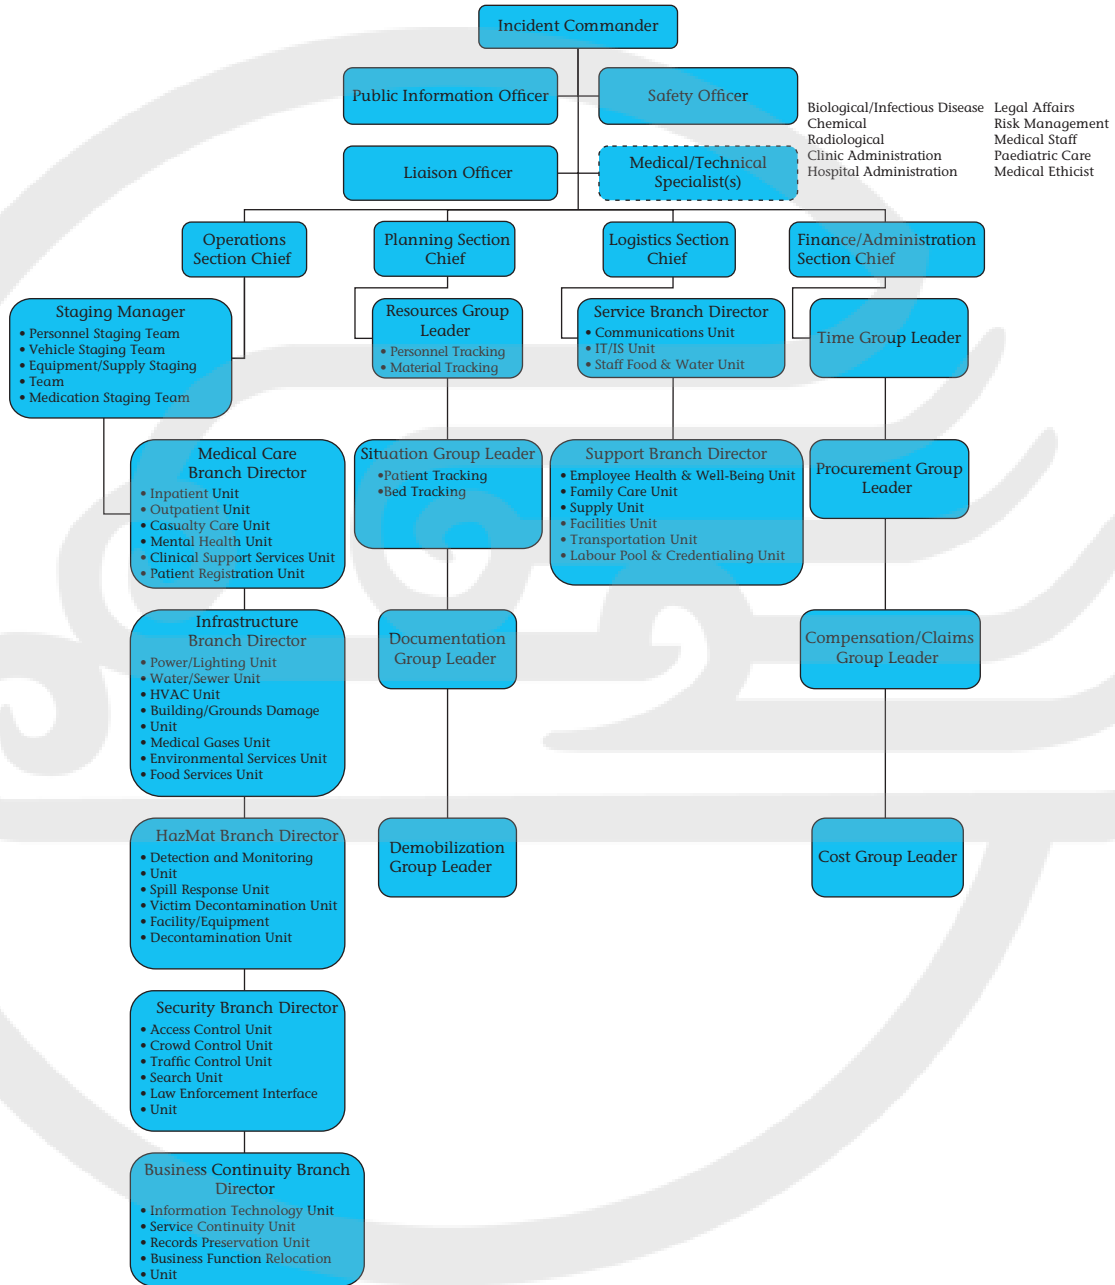 Incident Commander
Public Information Officer
Safety Officer
Biological/Infectious Disease
Chemical
Radiological
Clinic Administration
Hospital Administration
Legal Affairs
Risk Management
Medical Staff
Paediatric Care
Medical Ethicist
Liaison Officer
Medical/Technical
Specialist(s)
Operations
Section Chief
Planning Section
Chief
Logistics Section
Chief
Finance/Administration
Section Chief
Staging Manager
• Personnel Staging Team
• Vehicle Staging Team
• Equipment/Supply Staging
• Team
• Medication Staging Team
Resources Group
Leader
• Personnel Tracking
• Material Tracking
Service Branch Director
• Communications Unit
• IT/IS Unit
• Staff Food & Water Unit
Time Group Leader
Medical Care
Branch Director
• Inpatient Unit
• Outpatient Unit
• Casualty Care Unit
• Mental Health Unit
• Clinical Support Services Unit
• Patient Registration Unit
Situation Group Leader
•Patient Tracking
•Bed Tracking
Support Branch Director
• Employee Health & Well-Being Unit
• Family Care Unit
• Supply Unit
• Facilities Unit
• Transportation Unit
• Labour Pool & Credentialing Unit
Procurement Group
Leader
Infrastructure
Branch Director
• Power/Lighting Unit
• Water/Sewer Unit
• HVAC Unit
• Building/Grounds Damage
• Unit
• Medical Gases Unit
• Environmental Services Unit
• Food Services Unit
Documentation
Group Leader
Compensation/Claims
Group Leader
HazMat Branch Director
• Detection and Monitoring
• Unit
• Spill Response Unit
• Victim Decontamination Unit
• Facility/Equipment
• Decontamination Unit
Demobilization
Group Leader
Cost Group Leader
Security Branch Director
• Access Control Unit
• Crowd Control Unit
• Traffic Control Unit
• Search Unit
• Law Enforcement Interface
• Unit
Business Continuity Branch
Director
• Information Technology Unit
• Service Continuity Unit
• Records Preservation Unit
• Business Function Relocation
• Unit